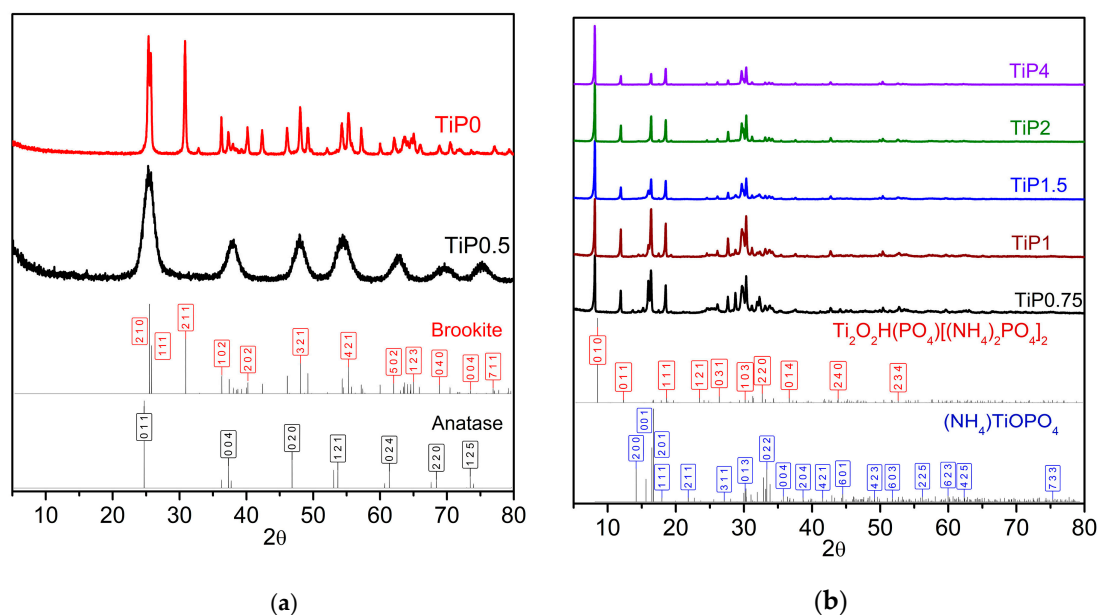 (a)
TiP0
TiP0.5
Brookite
2 1 0
1 1 1
2 1 1
1 0 2
2 0 2
3 2 1
4 2 1
5 0 2
1 2 3
0 4 0
0 0 4
7 1 1
Anatase
0 1 1
0 0 4
0 2 0
1 2 1
0 2 4
2 2 0
1 2 5
10 20 30 40 50 60 70 80
2θ
(a)
(b)
TiP4
TiP2
TiP1.5
TiP1
TiP0.75
Ti₂O₂H(PO₄)[(NH₄)₂PO₄]₂
0 1 0
0 1 1
1 1 1
1 2 1
0 3 1
1 0 3
2 2 0
0 1 4
2 4 0
2 3 4
(NH₄)TiOPO₄
2 0 0
0 0 1
2 0 1
1 1 1
2 1 1
3 1 1
0 1 3
0 2 2
0 0 4
2 0 4
4 2 1
6 0 1
4 2 3
6 0 3
2 2 5
6 2 3
4 2 5
7 3 3
10 15 20 25 30 35 40 45 50 55 60 65 70 75 80
2θ
(b)